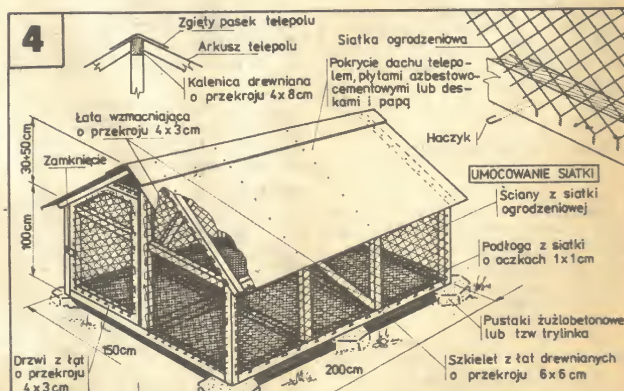 4
Zgięty pasek telepolu
Arkusz telepolu
Kalenica drewniana
o przekroju 4x8cm
Siatka ogrodzeniowa
Pokrycie dachu telepo-
lem, płytami azbestowo-
cementowymi lub des-
kami i papą
Haczyk
Łata wzmacniająca
o przekroju 4x3cm
Zamknięcie
30÷50cm
100cm
UMOCOWANIE SIATKI
Ściany z siatki
ogrodzeniowej
Podłoga z siatki
o oczkach 1x1cm
Pustaki żużlobetonowe
lub tzw trylinka
Szkielet z łat drewnianych
o przekroju 6x6cm
150cm
200cm
Drzwi z łat
o przekroju
4x3cm